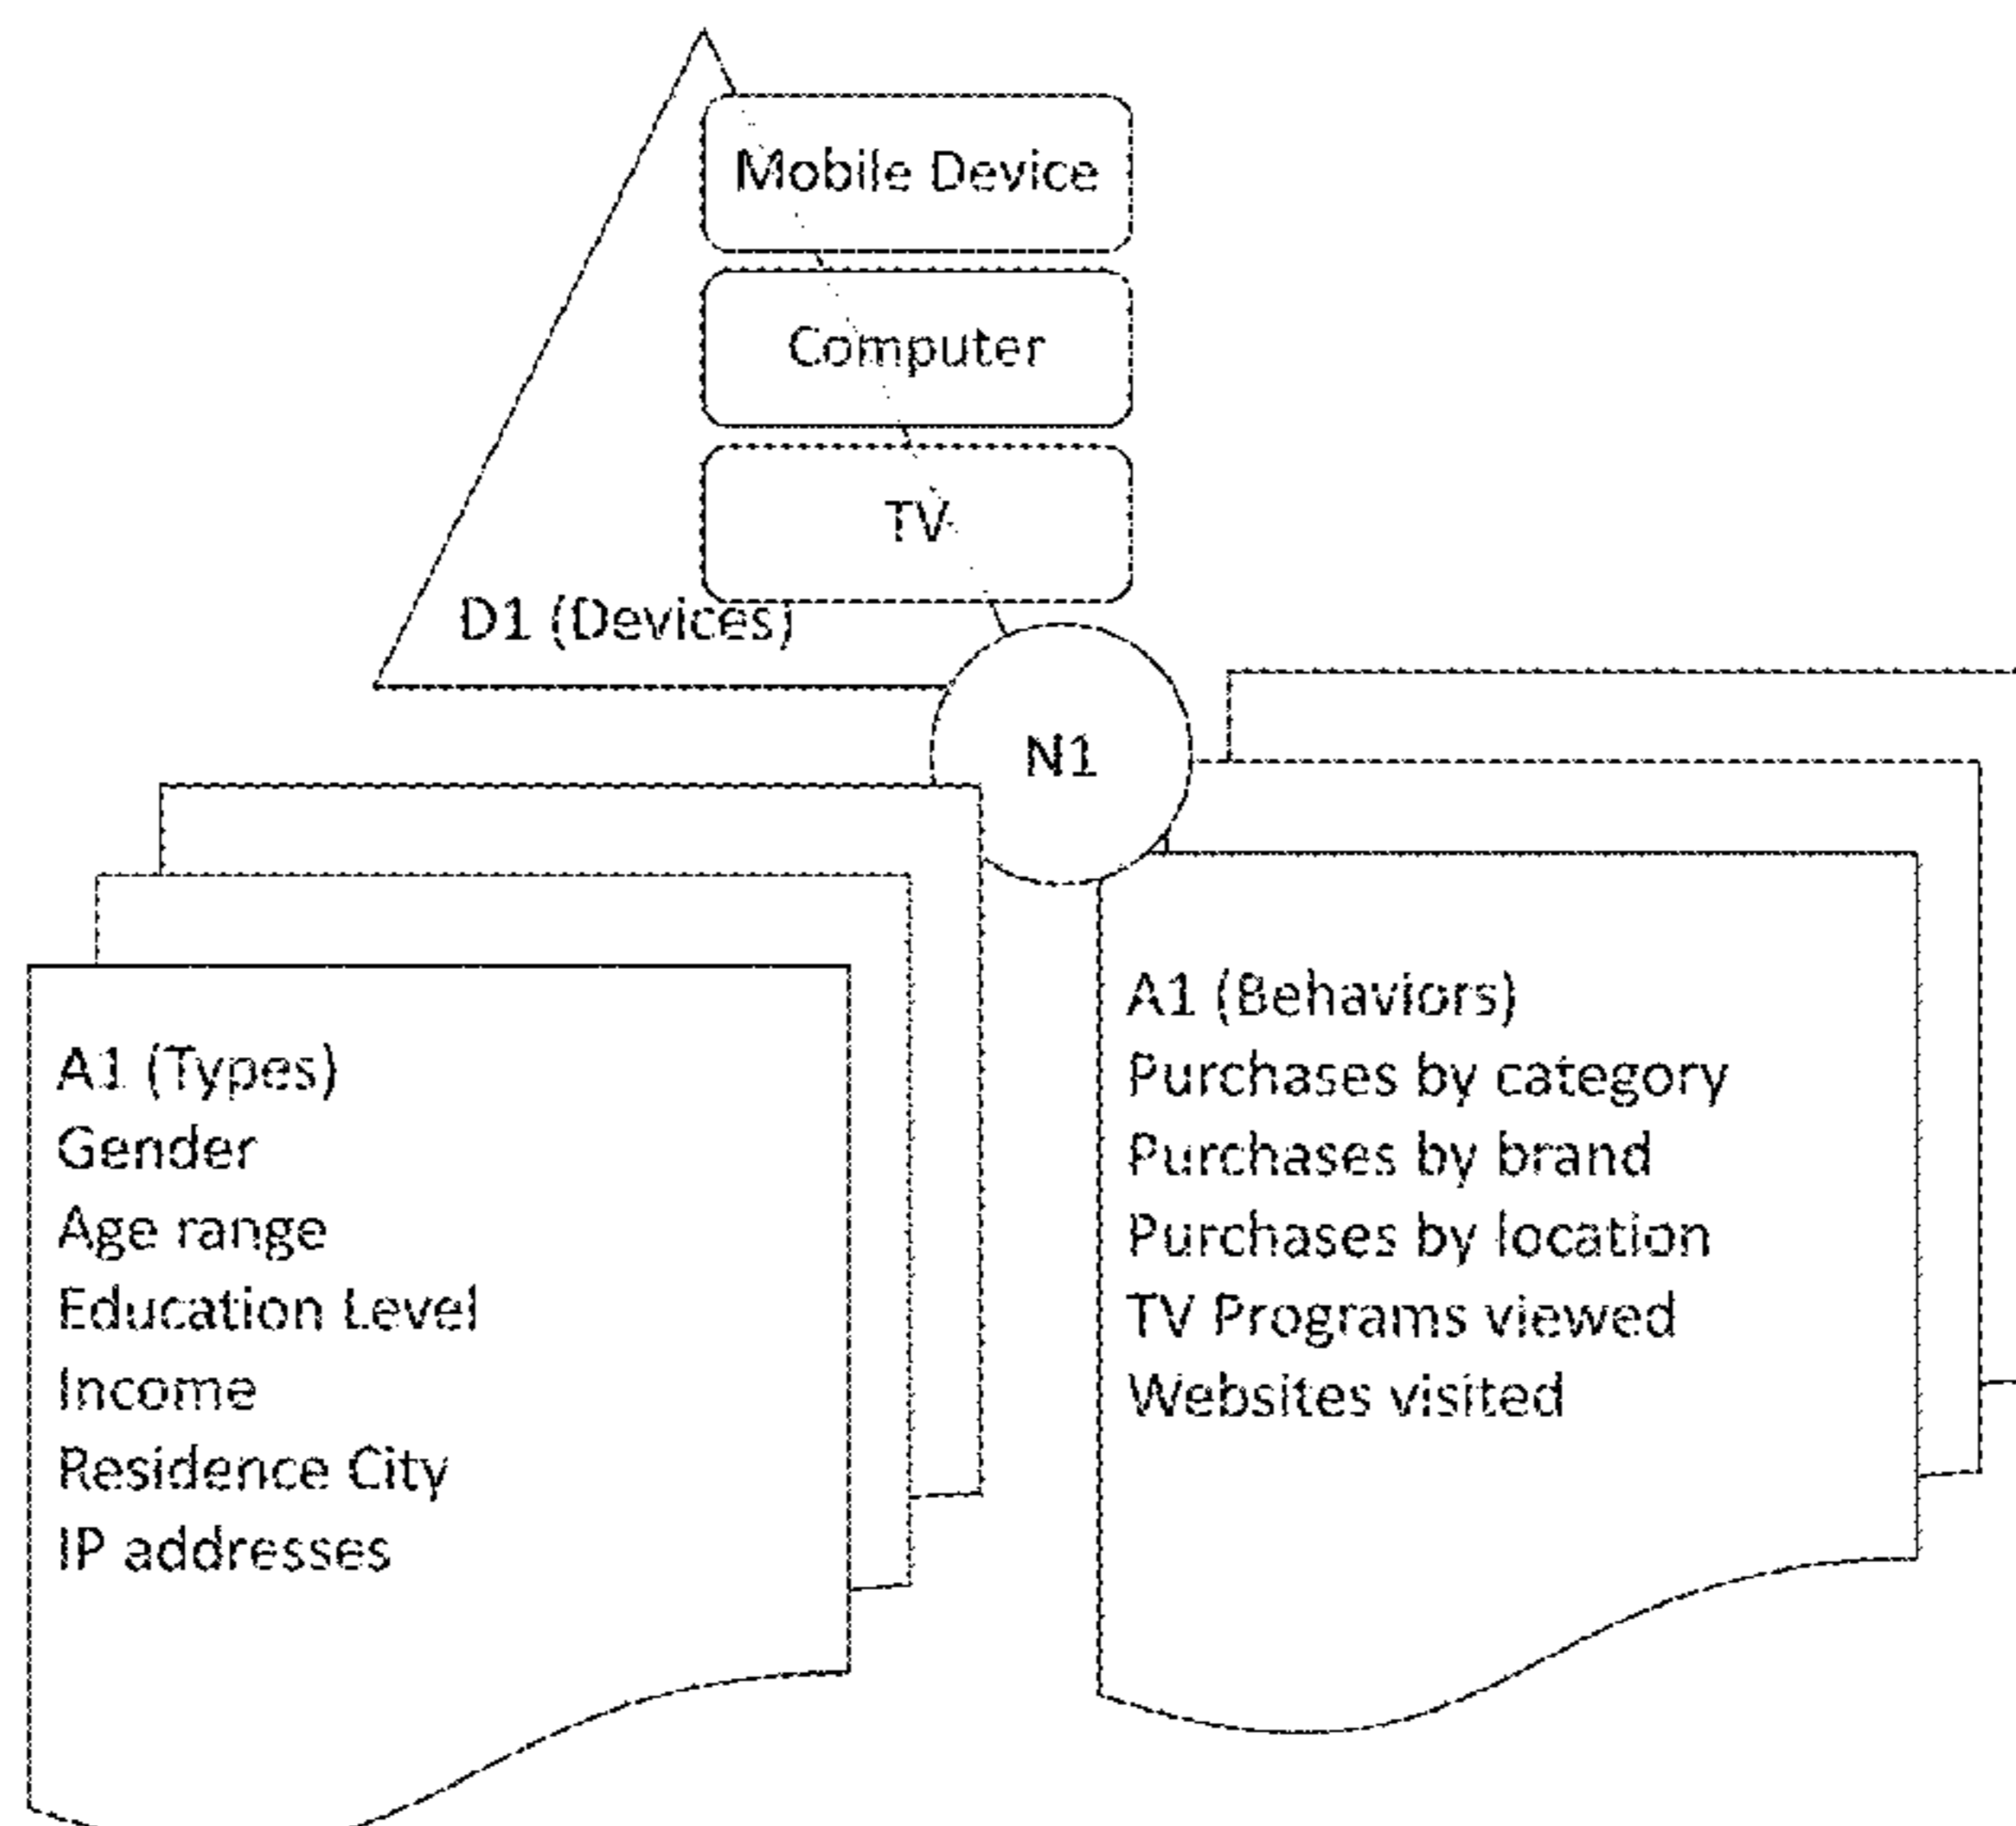 Mobile Device
Computer
TV
D1 (Devices)
N1
A1 (Types)
Gender
Age range
Education Level
Income
Residence City
IP addresses
A1 (Behaviors)
Purchases by category
Purchases by brand
Purchases by location
TV Programs viewed
Websites visited